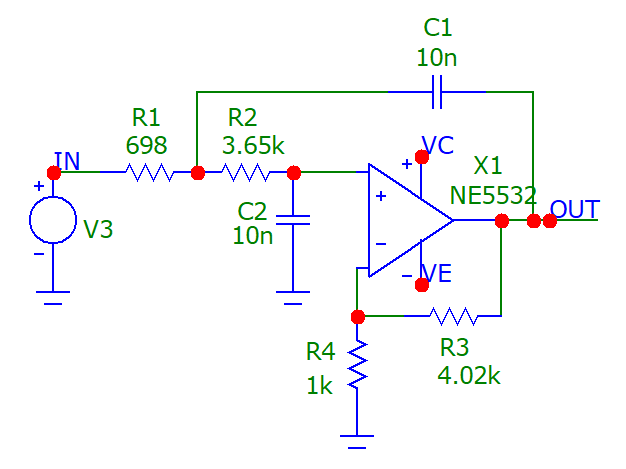 C1
10n
R1
698
R2
3.65k
IN
VC
X1
NE5532
+
V3
−
C2
10n
+
−
+
−
OUT
VE
R4
1k
R3
4.02k